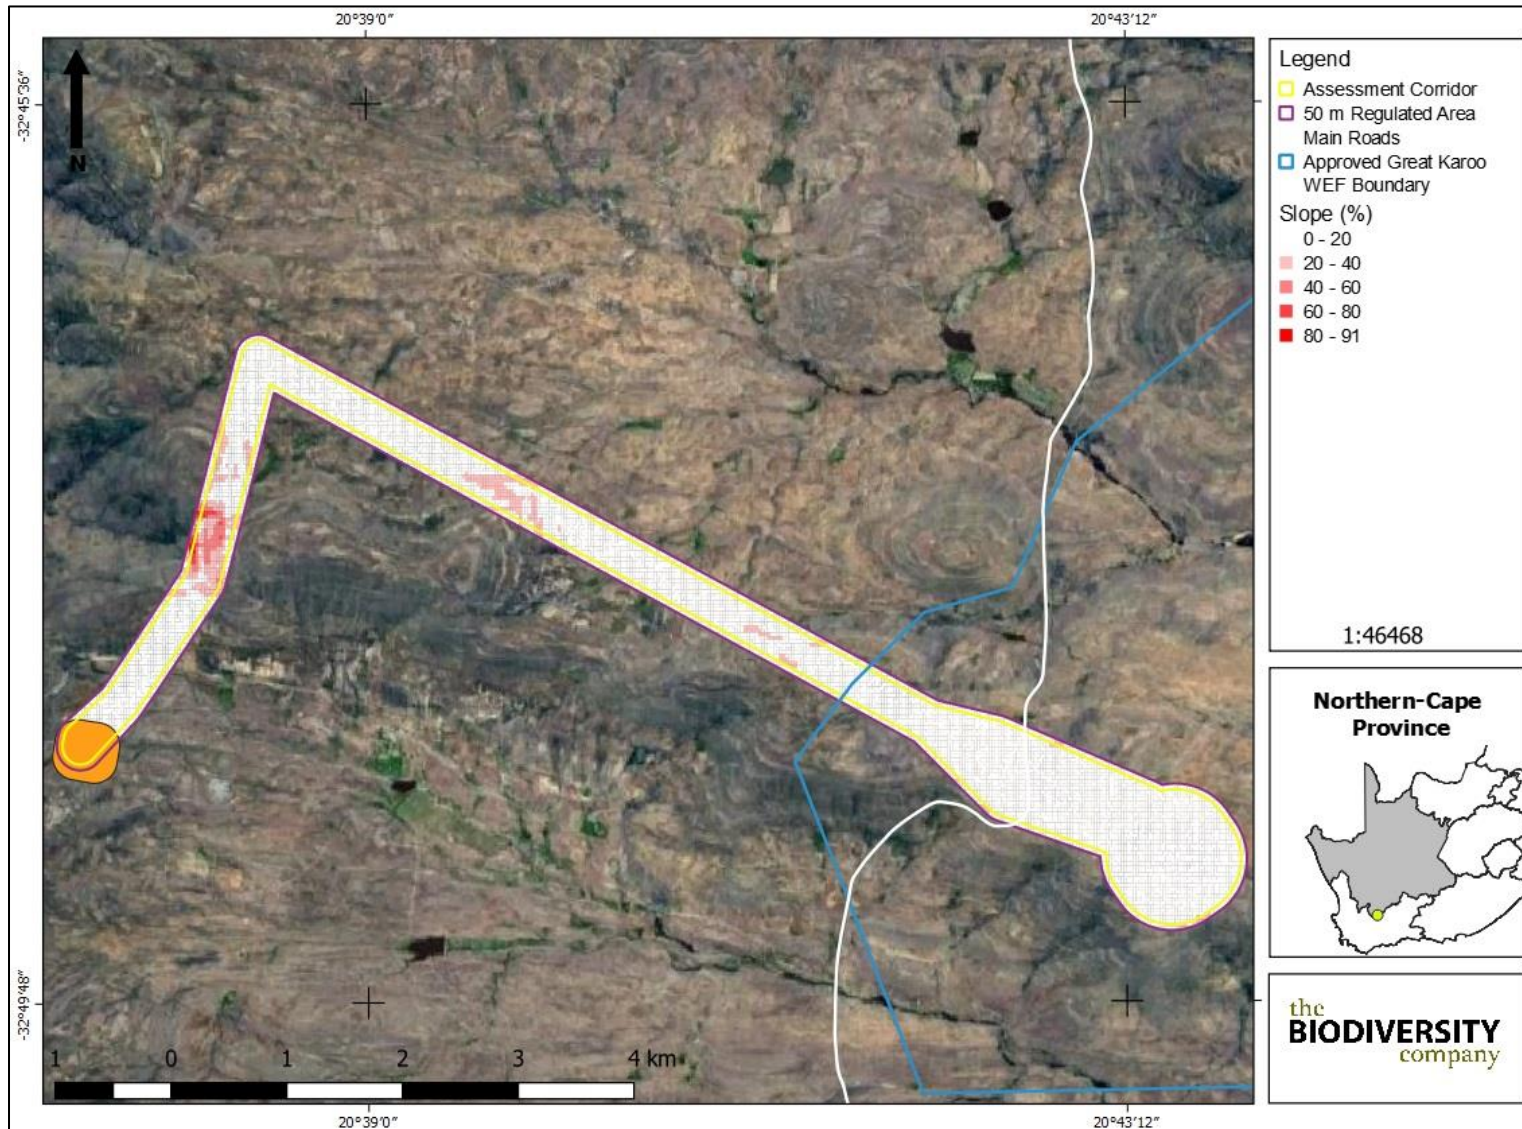 20°39′0″
20°43′12″
-32°45′36″
N
Legend
Assessment Corridor
50 m Regulated Area
Main Roads
Approved Great Karoo
WEF Boundary
Slope (%)
0 - 20
20 - 40
40 - 60
60 - 80
80 - 91
1:46468
Northern-Cape
Province
-32°49′48″
the
BIODIVERSITY
company
1 0 1 2 3 4 km
20°39′0″
20°43′12″